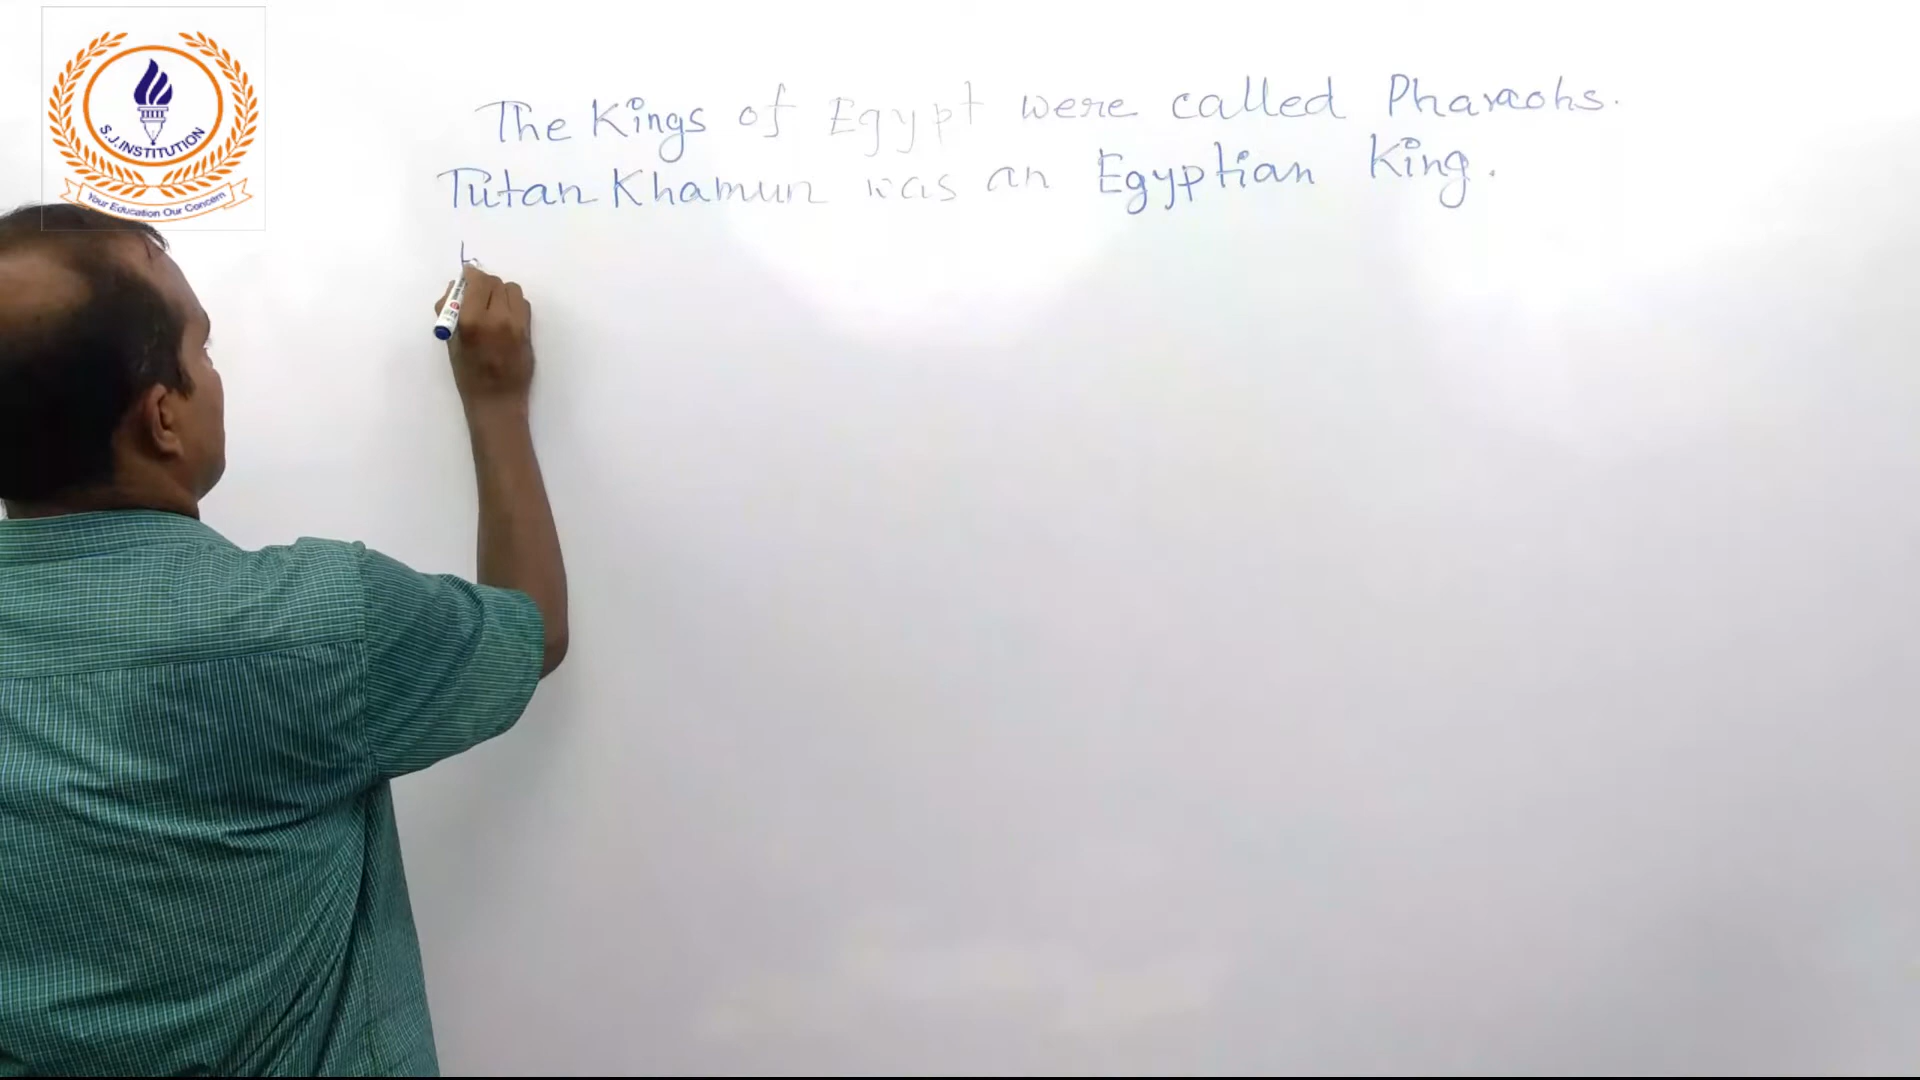 The Kings of Egypt were called Pharaohs.
Tutan Khamun was an Egyptian King.
S.J. INSTITUTION
Your Education Our Concern